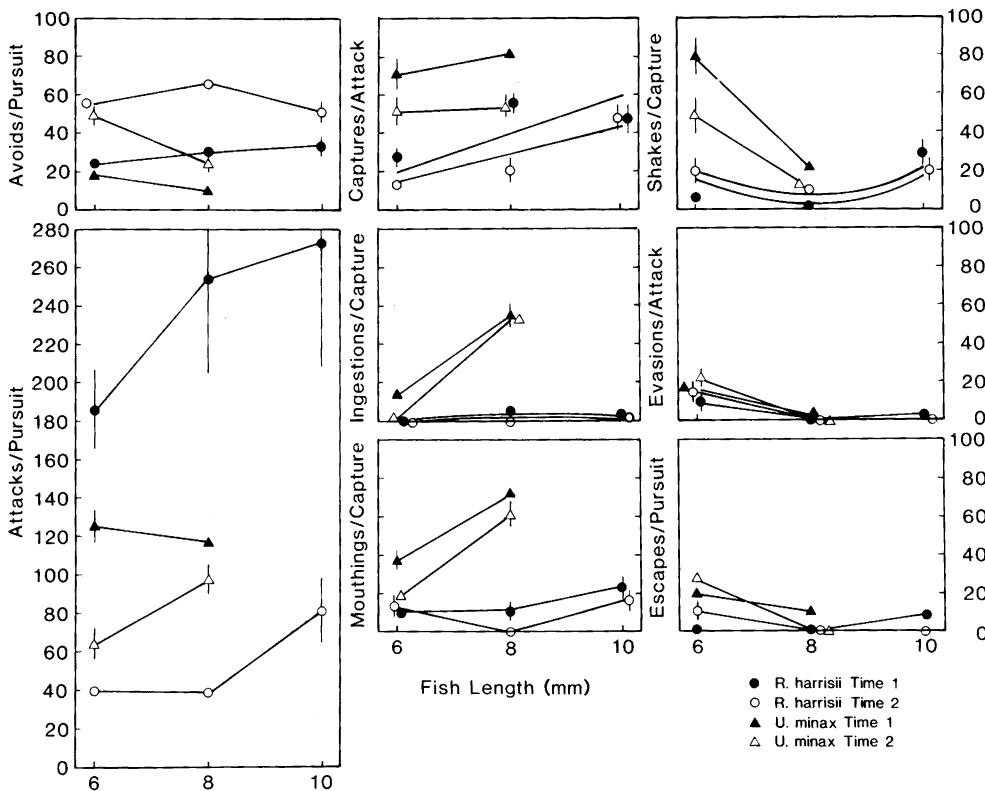 Avoids/Pursuit
100
80
60
40
20
0
Captures/Attack
Shakes/Capture
100
80
60
40
20
0
Attacks/Pursuit
280
260
240
220
200
180
160
140
120
100
80
60
40
20
0
6 8 10
Ingestions/Capture
Evasions/Attack
100
80
60
40
20
0
Mouthings/Capture
6 8 10
Escapes/Pursuit
100
80
60
40
20
0
6 8 10
Fish Length (mm)
R. harrisii Time 1
R. harrisii Time 2
U. minax Time 1
U. minax Time 2